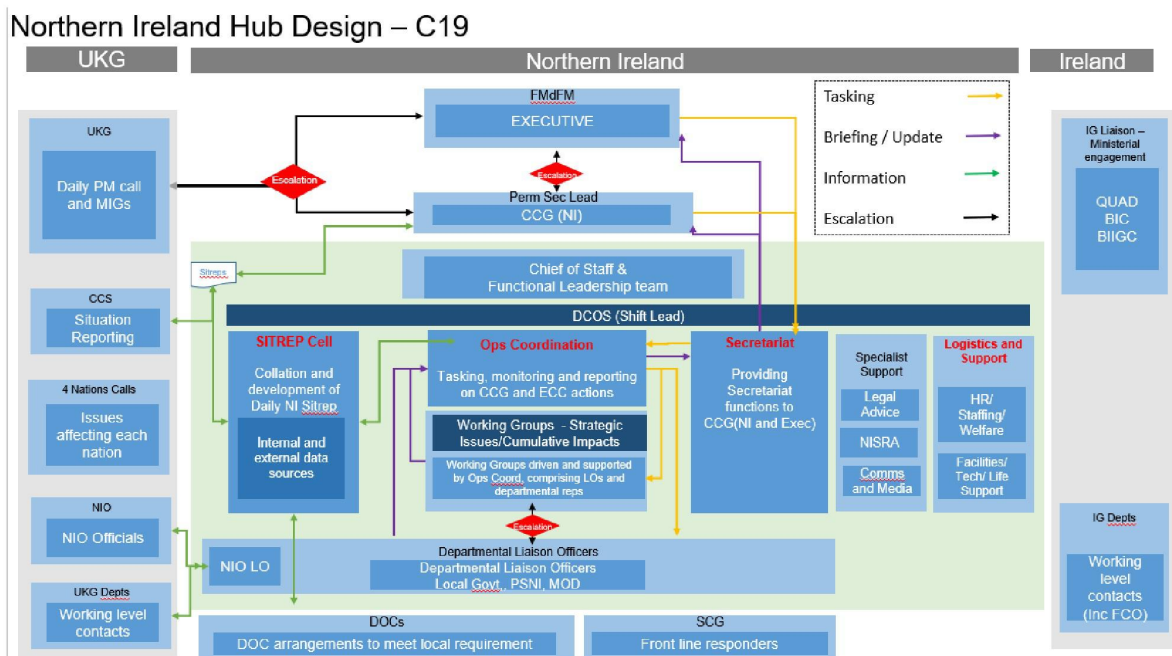 Northern Ireland Hub Design – C19
UKG
Northern Ireland
Ireland
UKG
Daily PM call
and MIGs
CCS
Situation
Reporting
4 Nations Calls
Issues
affecting each
nation
NIO
NIO Officials
UKG Depts
Working level
contacts
FMdFM
EXECUTIVE
Escalation
Escalation
Perm Sec Lead
CCG (NI)
Tasking
Briefing / Update
Information
Escalation
Sitreps
Chief of Staff &
Functional Leadership team
DCOS (Shift Lead)
SITREP Cell
Collation and
development of
Daily NI Sitrep
Internal and
external data
sources
Ops Coordination
Tasking, monitoring and reporting
on CCG and ECC actions
Working Groups - Strategic
Issues/Cumulative Impacts
Working Groups driven and supported
by Ops Coord, comprising LOs and
departmental reps
Escalation
Secretariat
Providing
Secretariat
functions to
CCG(NI and Exec)
Specialist
Support
Legal
Advice
NISRA
Comms
and Media
Logistics and
Support
HR/
Staffing/
Welfare
Facilities/
Tech/ Life
Support
NIO LO
Departmental Liaison Officers
Departmental Liaison Officers
Local Govt., PSNI, MOD
DOCs
DOC arrangements to meet local requirement
SCG
Front line responders
IG Liaison –
Ministerial
engagement
QUAD
BIC
BIIGC
IG Depts
Working
level
contacts
(Inc FCO)